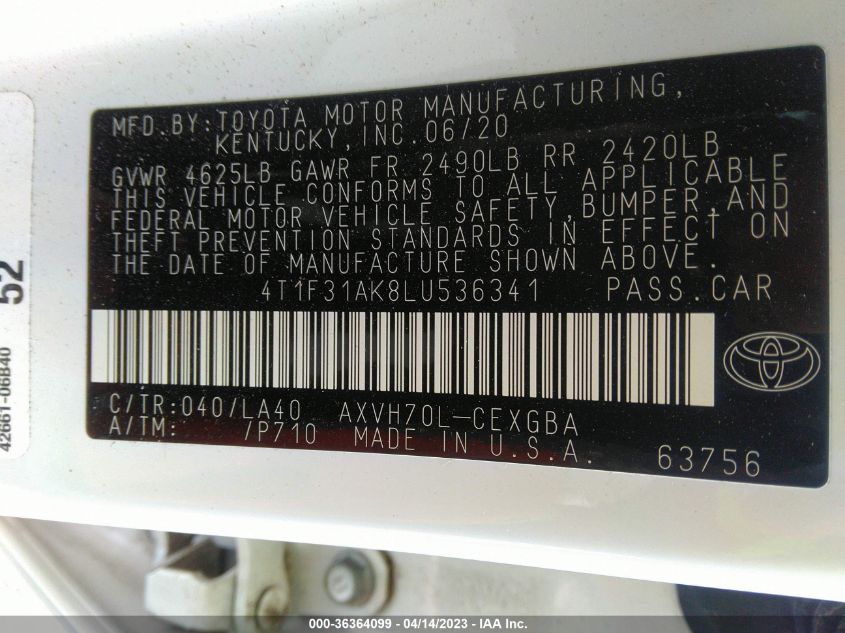 MFD.BY:TOYOTA MOTOR MANUFACTURING,
KENTUCKY,INC.06/20
GVWR 4625LB GAWR FR 2490LB RR 2420LB
THIS VEHICLE CONFORMS TO ALL APPLICABLE
FEDERAL MOTOR VEHICLE SAFETY,BUMPER,AND
THEFT PREVENTION STANDARDS IN EFFECT ON
THE DATE OF MANUFACTURE SHOWN ABOVE.
4T1F31AK8LU536341 PASS.CAR
C/TR:040/LA40 AXVH70L-CEXGBA
A/TM: /P710 MADE IN U.S.A. 63756
52
42661-06B40
000-36364099 - 04/14/2023 - IAA Inc.